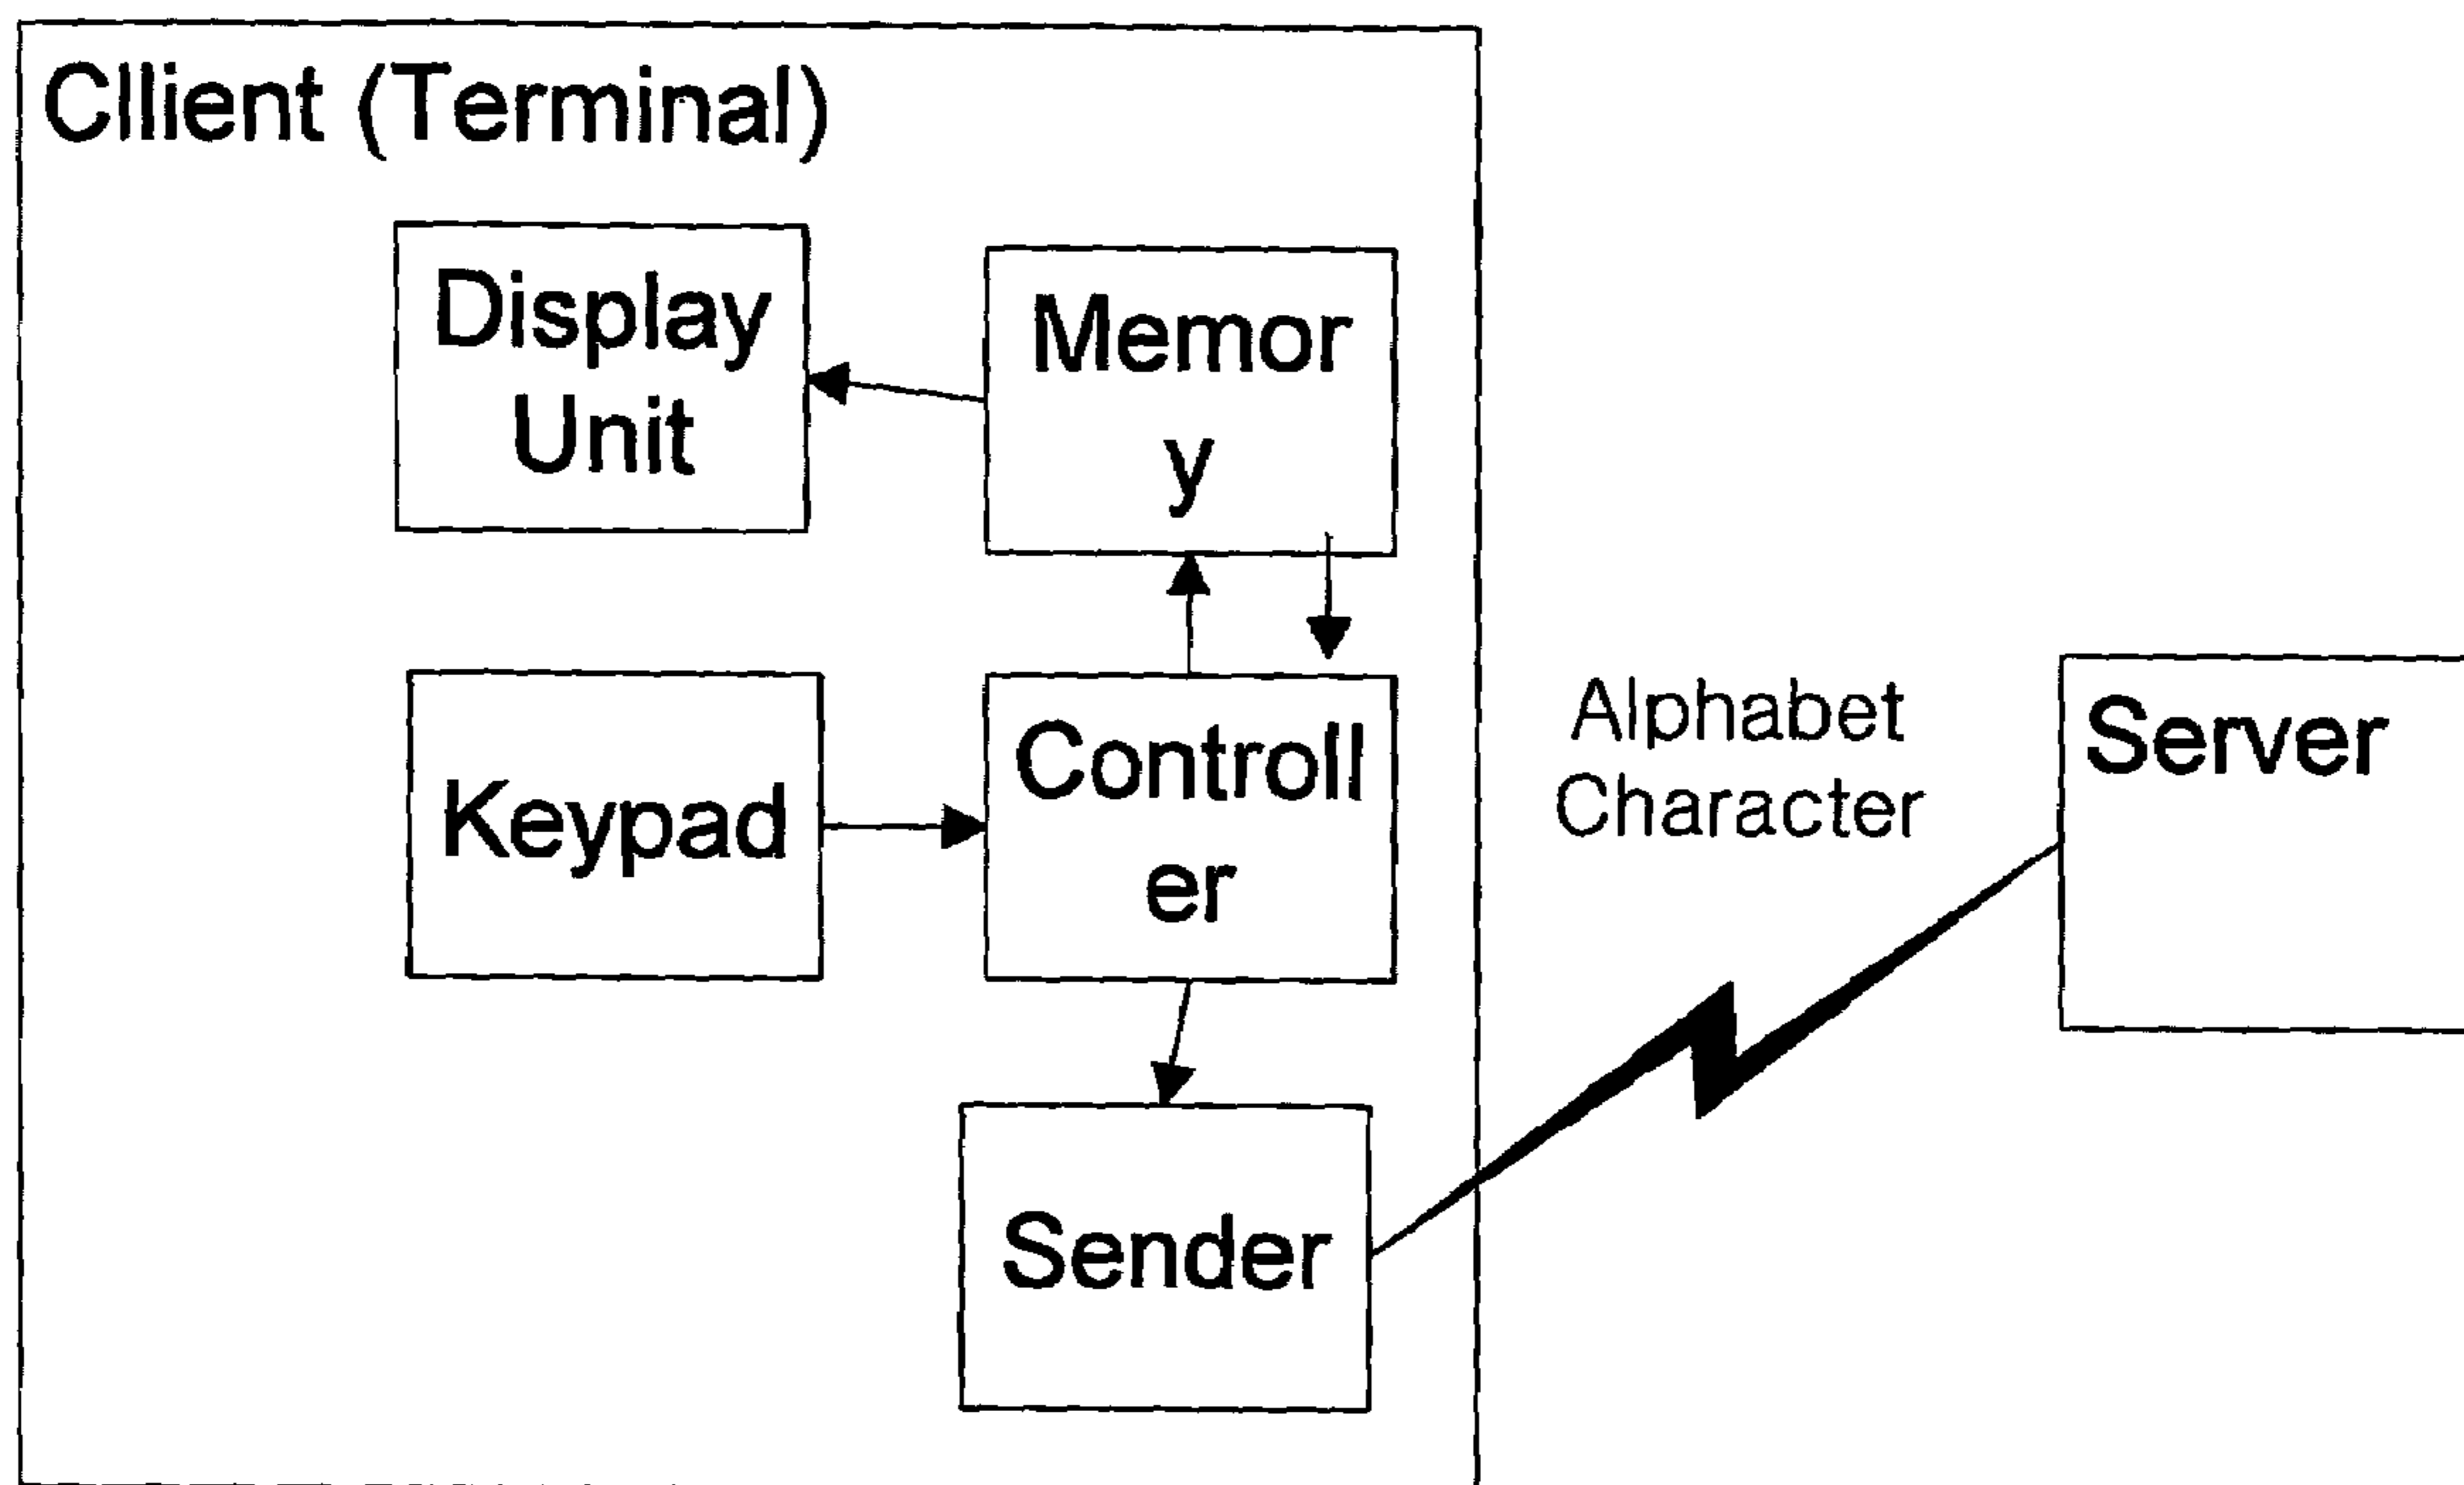 Cllient (Terminal)
Display
Unit
Memor
y
Keypad
Controll
er
Alphabet
Character
Server
Sender